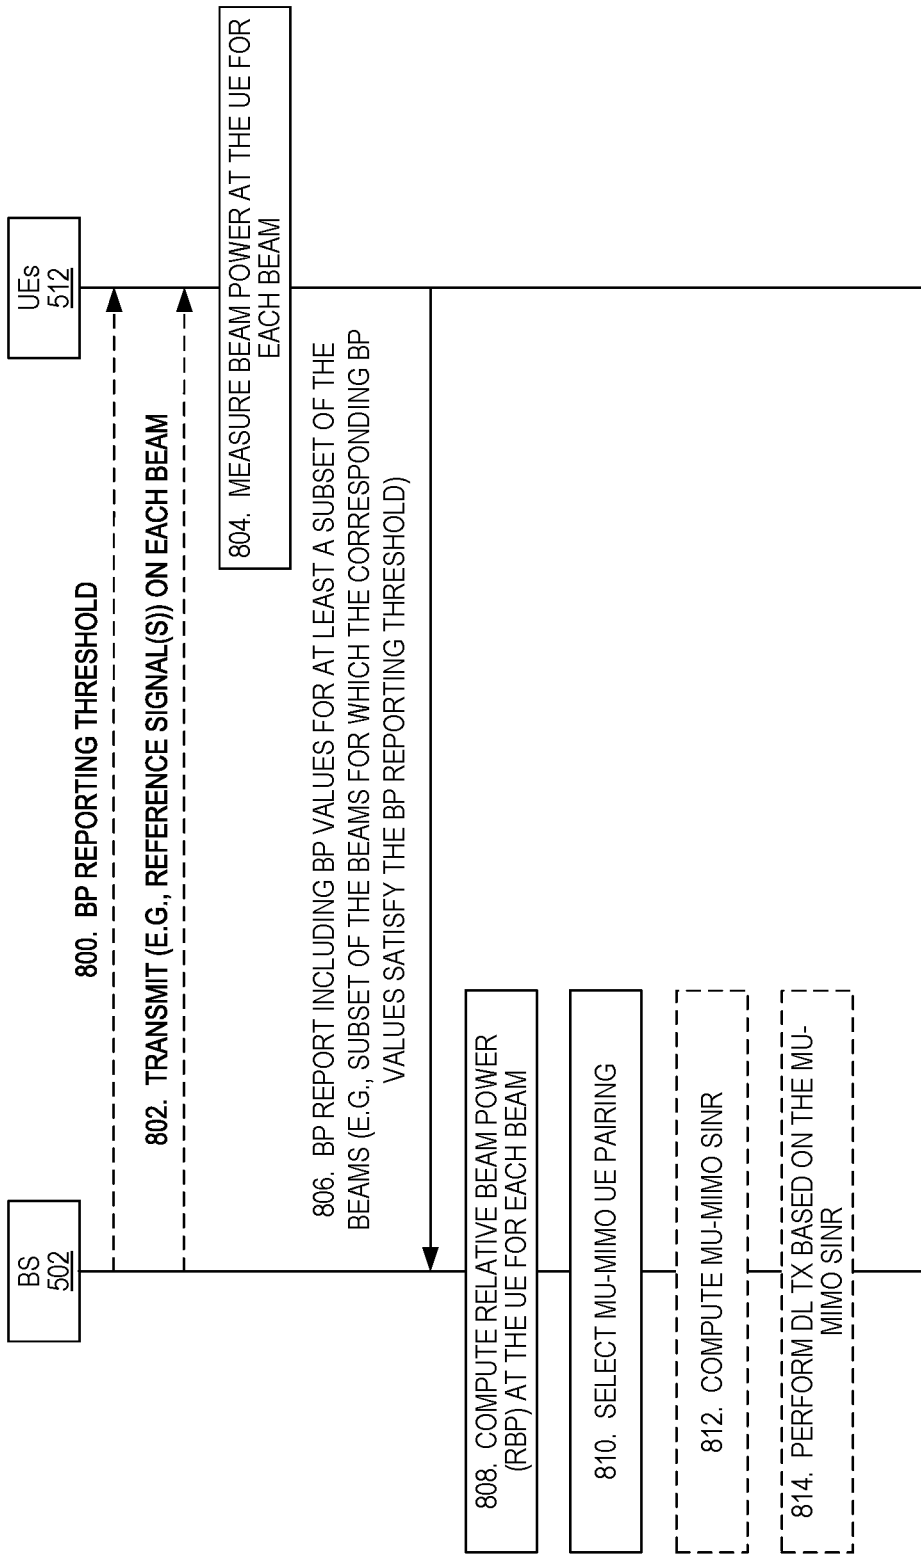 BS
502
UEs
512
800. BP REPORTING THRESHOLD
802. TRANSMIT (E.G., REFERENCE SIGNAL(S)) ON EACH BEAM
804. MEASURE BEAM POWER AT THE UE FOR
EACH BEAM
806. BP REPORT INCLUDING BP VALUES FOR AT LEAST A SUBSET OF THE
BEAMS (E.G., SUBSET OF THE BEAMS FOR WHICH THE CORRESPONDING BP
VALUES SATISFY THE BP REPORTING THRESHOLD)
808. COMPUTE RELATIVE BEAM POWER
(RBP) AT THE UE FOR EACH BEAM
810. SELECT MU-MIMO UE PAIRING
812. COMPUTE MU-MIMO SINR
814. PERFORM DL TX BASED ON THE MU-
MIMO SINR